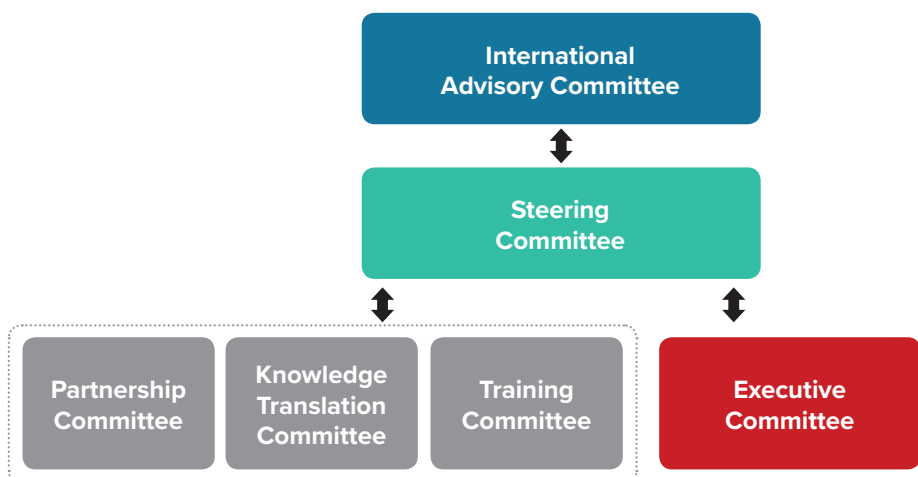 International
Advisory Committee
Steering
Committee
Partnership
Committee
Knowledge
Translation
Committee
Training
Committee
Executive
Committee